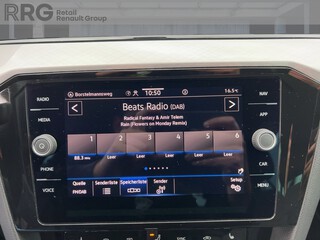 RRG Retail Renault Group.
Borstelmannsweg 10:50 16.5°C
RADIO NAV
Beats Radio (DAB)
Radical Fantasy & Amir Telem
Rain (Flowers on Monday Remix)
MEDIA VOL
1 2 3 4 5 6
88.3 MHz Leer Leer Leer Leer Leer
PHONE CAR
Quelle Senderliste Speicherliste Sender Setup
FM/DAB
VOICE MENU